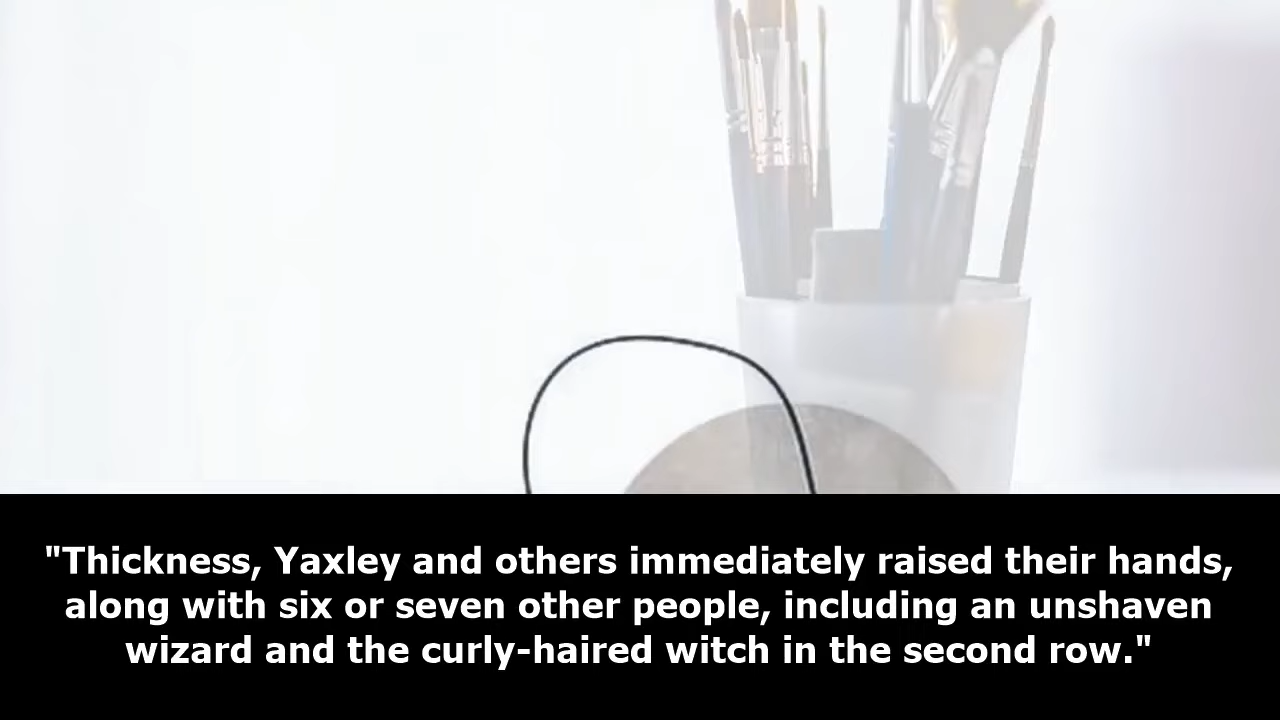 "Thickness, Yaxley and others immediately raised their hands,
along with six or seven other people, including an unshaven
wizard and the curly-haired witch in the second row."